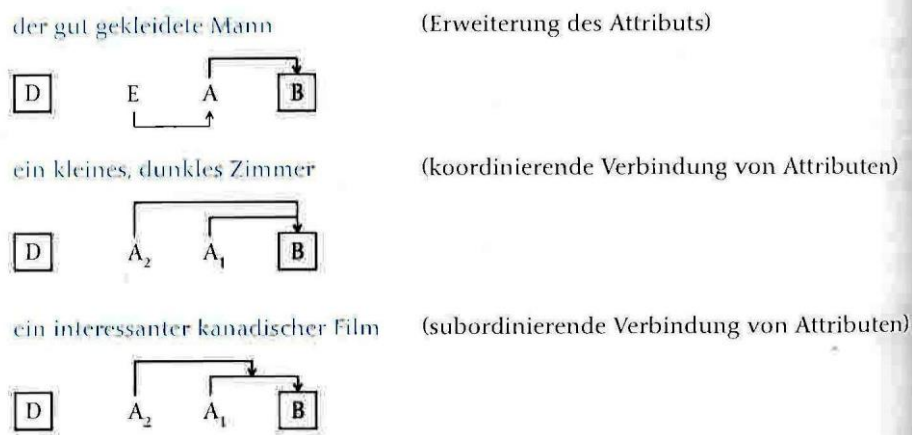 der gut gekleidete Mann (Erweiterung des Attributs)
D E A B
ein kleines, dunkles Zimmer (koordinierende Verbindung von Attributen)
D A₂ A₁ B
ein interessanter kanadischer Film (subordinierende Verbindung von Attributen)
D A₂ A₁ B